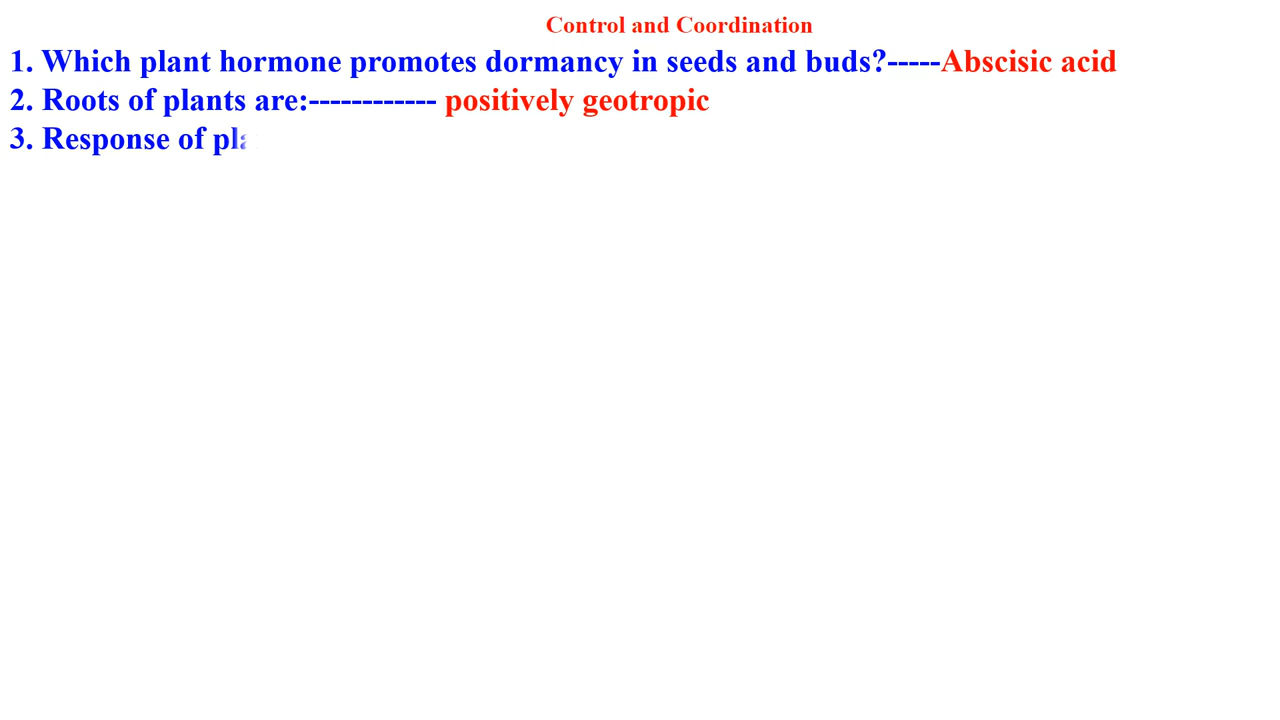 Control and Coordination
1. Which plant hormone promotes dormancy in seeds and buds?-----Abscisic acid
2. Roots of plants are:------------ positively geotropic
3. Response of